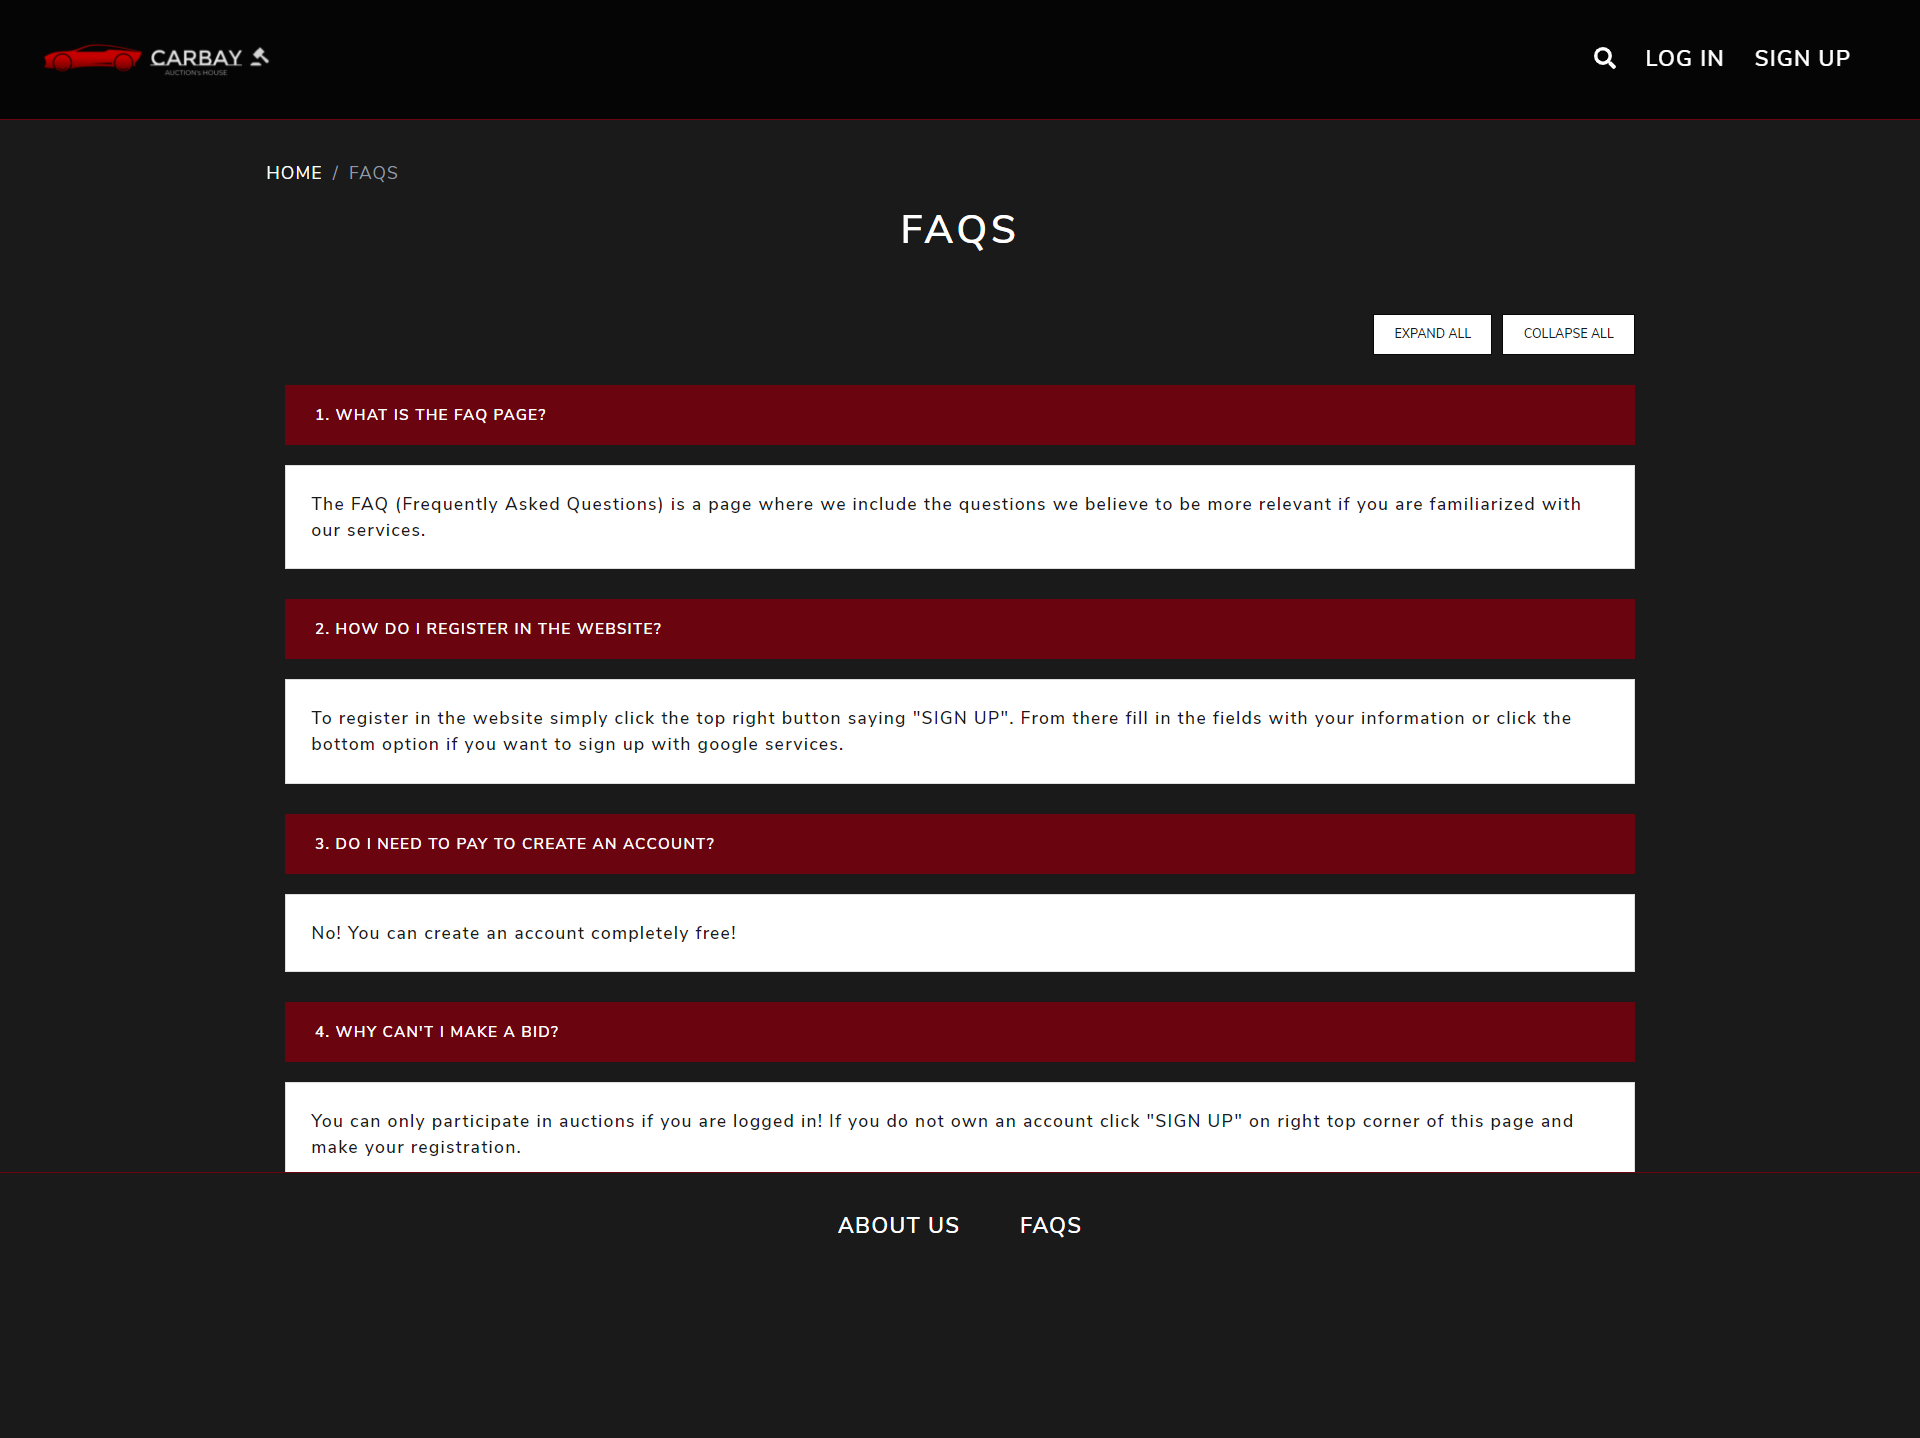 CARBAY
AUCTION's HOUSE
LOG IN
SIGN UP
HOME / FAQS
FAQS
EXPAND ALL
COLLAPSE ALL
1. WHAT IS THE FAQ PAGE?
The FAQ (Frequently Asked Questions) is a page where we include the questions we believe to be more relevant if you are familiarized with
our services.
2. HOW DO I REGISTER IN THE WEBSITE?
To register in the website simply click the top right button saying "SIGN UP". From there fill in the fields with your information or click the
bottom option if you want to sign up with google services.
3. DO I NEED TO PAY TO CREATE AN ACCOUNT?
No! You can create an account completely free!
4. WHY CAN'T I MAKE A BID?
You can only participate in auctions if you are logged in! If you do not own an account click "SIGN UP" on right top corner of this page and
make your registration.
ABOUT US
FAQS